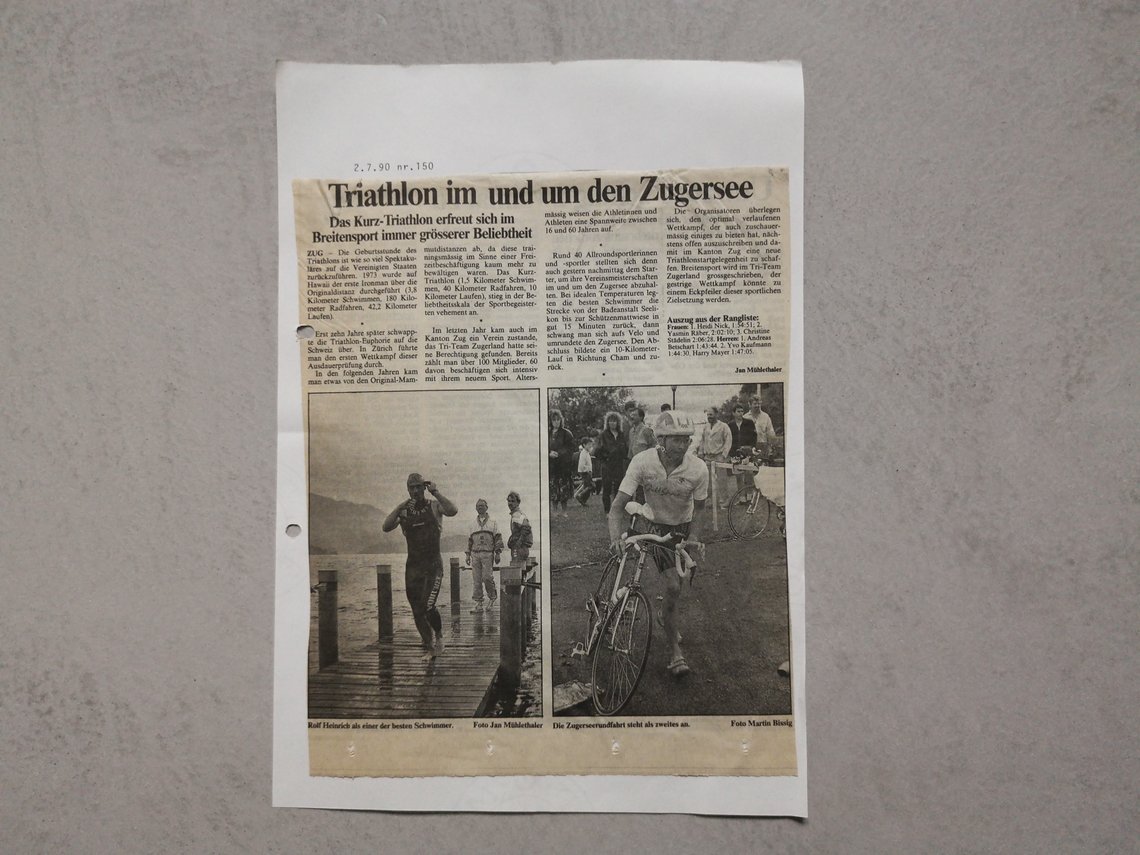 2.7.90 nr.150
Triathlon im und um den Zugersee
Das Kurz-Triathlon erfreut sich im
Breitensport immer grösserer Beliebtheit
ZUG – Die Geburtsstunde des
Triathlons ist wie so viel Spektaku-
läres auf die Vereinigten Staaten
zurückzuführen. 1973 wurde auf
Hawaii der erste Ironman über die
Originaldistanz durchgeführt (3,8
Kilometer Schwimmen, 180 Kilo-
meter Radfahren, 42,2 Kilometer
Laufen).
*
Erst zehn Jahre später schwapp-
te die Triathlon-Euphorie auf die
Schweiz über. In Zürich führte
man den ersten Wettkampf dieser
Ausdauerprüfung durch.
In den folgenden Jahren kam
man etwas von den Original-Mam-
mutdistanzen ab, da diese trai-
ningsmässig im Sinne einer Frei-
zeitbeschäftigung kaum mehr zu
bewältigen waren. Das Kurz-
Triathlon (1,5 Kilometer Schwim-
men, 40 Kilometer Radfahren, 10
Kilometer Laufen), stieg in der Be-
liebtheitsskala der Sportbegeister-
ten vehement an.
*
Im letzten Jahr kam auch im
Kanton Zug ein Verein zustande,
das Tri-Team Zugerland hatte sei-
ne Berechtigung gefunden. Bereits
zählt man über 100 Mitglieder, 60
davon beschäftigen sich intensiv
mit ihrem neuem Sport. Alters-
mässig weisen die Athletinnen und
Athleten eine Spannweite zwischen
16 und 60 Jahren auf.
*
Rund 40 Allroundsportlerinnen
und -sportler stellten sich denn
auch gestern nachmittag dem Star-
ter, um ihre Vereinsmeisterschaften
im und um den Zugersee abzuhal-
ten. Bei idealen Temperaturen leg-
ten die besten Schwimmer die
Strecke von der Badeanstalt Seeli-
kon bis zur Schützenmattwiese in
gut 15 Minuten zurück, dann
schwang man sich aufs Velo und
umrundete den Zugersee. Den Ab-
schluss bildete ein 10-Kilometer-
Lauf in Richtung Cham und zu-
rück.
*
Die Organisatoren überlegen
sich, den optimal verlaufenen
Wettkampf, der auch zuschauer-
mässig einiges zu bieten hat, näch-
stens offen auszuschreiben und da-
mit im Kanton Zug eine neue
Triathlonstartgelegenheit zu schaf-
fen. Breitensport wird im Tri-Team
Zugerland grossgeschrieben, der
gestrige Wettkampf könnte zu
einem Eckpfeiler dieser sportlichen
Zielsetzung werden.
Auszug aus der Rangliste:
Frauen: 1. Heidi Nick, 1:54:51; 2.
Yasmin Räber, 2:02:10; 3. Christine
Städelin 2:06:28. Herren: 1. Andreas
Betschart 1:43:44. 2. Yvo Kaufmann
1:44:30. Harry Mayer 1:47:05.
Jan Mühlethaler
Rolf Heinrich als einer der besten Schwimmer. Foto Jan Mühlethaler
Die Zugerseerundfahrt steht als zweites an. Foto Martin Bissig